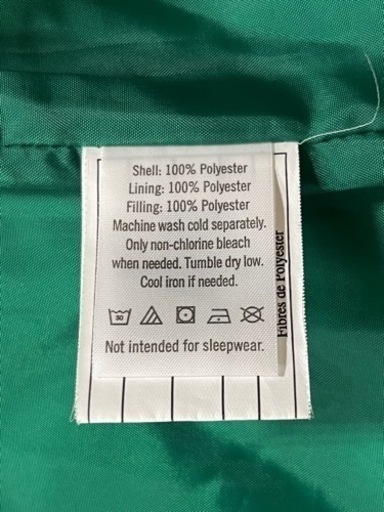 Shell: 100% Polyester
Lining: 100% Polyester
Filling: 100% Polyester
Machine wash cold separately.
Only non-chlorine bleach
when needed. Tumble dry low.
Cool iron if needed.
30
Not intended for sleepwear.
Fibres de Polyester